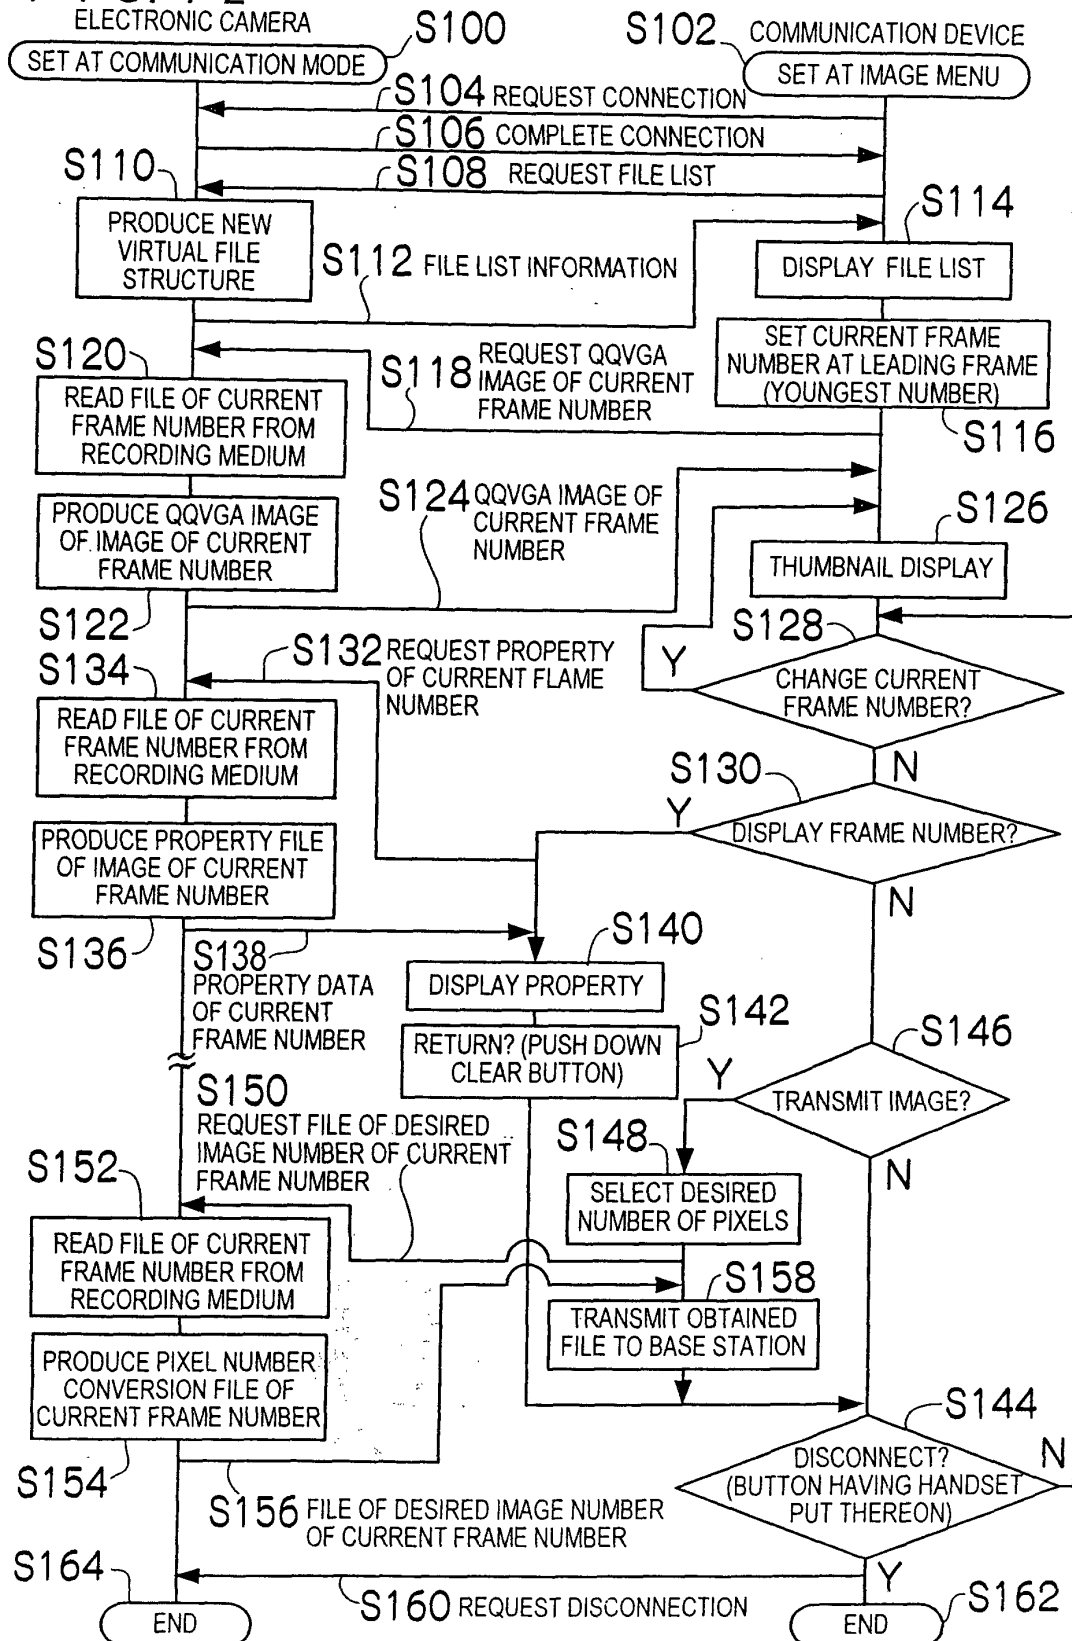 ELECTRONIC CAMERA
S100
SET AT COMMUNICATION MODE
S102
COMMUNICATION DEVICE
SET AT IMAGE MENU
S104 REQUEST CONNECTION
S106 COMPLETE CONNECTION
S108 REQUEST FILE LIST
S110
PRODUCE NEW
VIRTUAL FILE
STRUCTURE
S112 FILE LIST INFORMATION
S114
DISPLAY FILE LIST
SET CURRENT FRAME
NUMBER AT LEADING FRAME
(YOUNGEST NUMBER)
S116
S118 REQUEST QQVGA
IMAGE OF CURRENT
FRAME NUMBER
S120
READ FILE OF CURRENT
FRAME NUMBER FROM
RECORDING MEDIUM
PRODUCE QQVGA IMAGE
OF. IMAGE OF CURRENT
FRAME NUMBER
S122
S124 QQVGA IMAGE OF
CURRENT FRAME
NUMBER
S126
THUMBNAIL DISPLAY
S128
Y
CHANGE CURRENT
FRAME NUMBER?
N
S132 REQUEST PROPERTY
OF CURRENT FLAME
NUMBER
S134
READ FILE OF CURRENT
FRAME NUMBER FROM
RECORDING MEDIUM
S130
Y
DISPLAY FRAME NUMBER?
N
PRODUCE PROPERTY FILE
OF IMAGE OF CURRENT
FRAME NUMBER
S136
S138
PROPERTY DATA
OF CURRENT
FRAME NUMBER
S140
DISPLAY PROPERTY
S142
RETURN? (PUSH DOWN
CLEAR BUTTON)
S146
Y
TRANSMIT IMAGE?
N
S148
SELECT DESIRED
NUMBER OF PIXELS
S150
REQUEST FILE OF DESIRED
IMAGE NUMBER OF CURRENT
FRAME NUMBER
S152
READ FILE OF CURRENT
FRAME NUMBER FROM
RECORDING MEDIUM
S158
TRANSMIT OBTAINED
FILE TO BASE STATION
PRODUCE PIXEL NUMBER
CONVERSION FILE OF
CURRENT FRAME NUMBER
S154
S156 FILE OF DESIRED IMAGE NUMBER
OF CURRENT FRAME NUMBER
S144
N
DISCONNECT?
(BUTTON HAVING HANDSET
PUT THEREON)
Y
S164
END
S160 REQUEST DISCONNECTION
S162
END